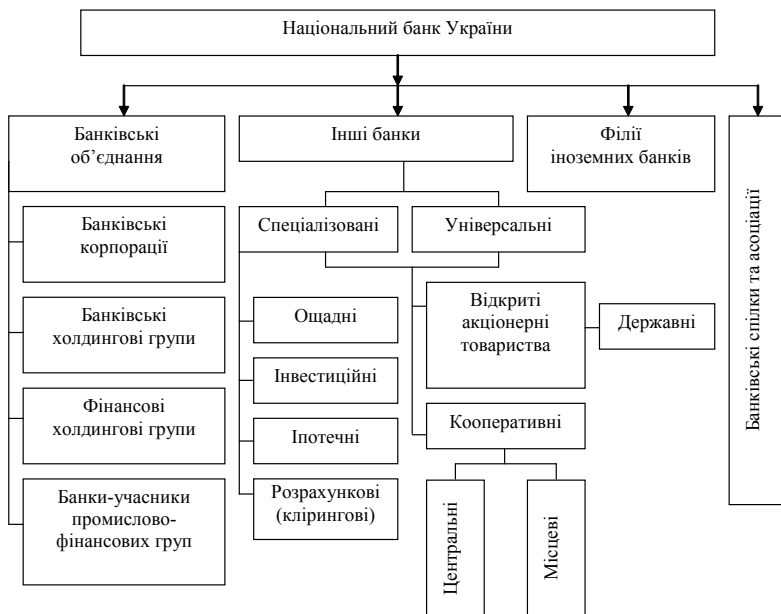 Національний банк України
Банківські
об’єднання
Інші банки
Філії
іноземних банків
Банківські спілки та асоціації
Банківські
корпорації
Банківські
холдингові групи
Фінансові
холдингові групи
Банки-учасники
промислово-
фінансових груп
Спеціалізовані
Універсальні
Ощадні
Інвестиційні
Іпотечні
Розрахункові
(клірингові)
Відкриті
акціонерні
товариства
Державні
Кооперативні
Центральні
Місцеві